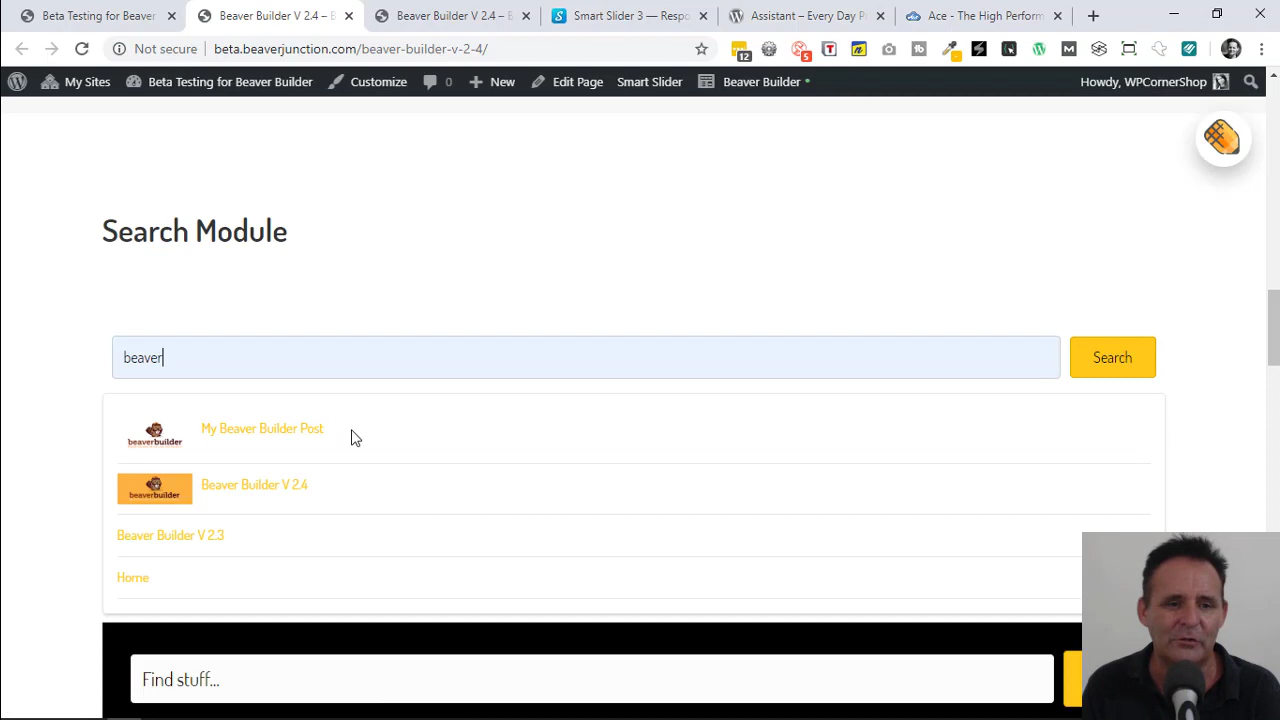 Beta Testing for Beaver
Beaver Builder V 2.4 – B
Beaver Builder V 2.4 –
Smart Slider 3 — Respo
Assistant – Every Day P
Ace - The High Perform
Not secure
beta.beaverjunction.com/beaver-builder-v-2-4/
12
5
My Sites
Beta Testing for Beaver Builder
Customize
0
New
Edit Page
Smart Slider
Beaver Builder
Howdy, WPCornerShop
Search Module
beaver
Search
beaverbuilder
My Beaver Builder Post
beaverbuilder
Beaver Builder V 2.4
Beaver Builder V 2.3
Home
Find stuff...